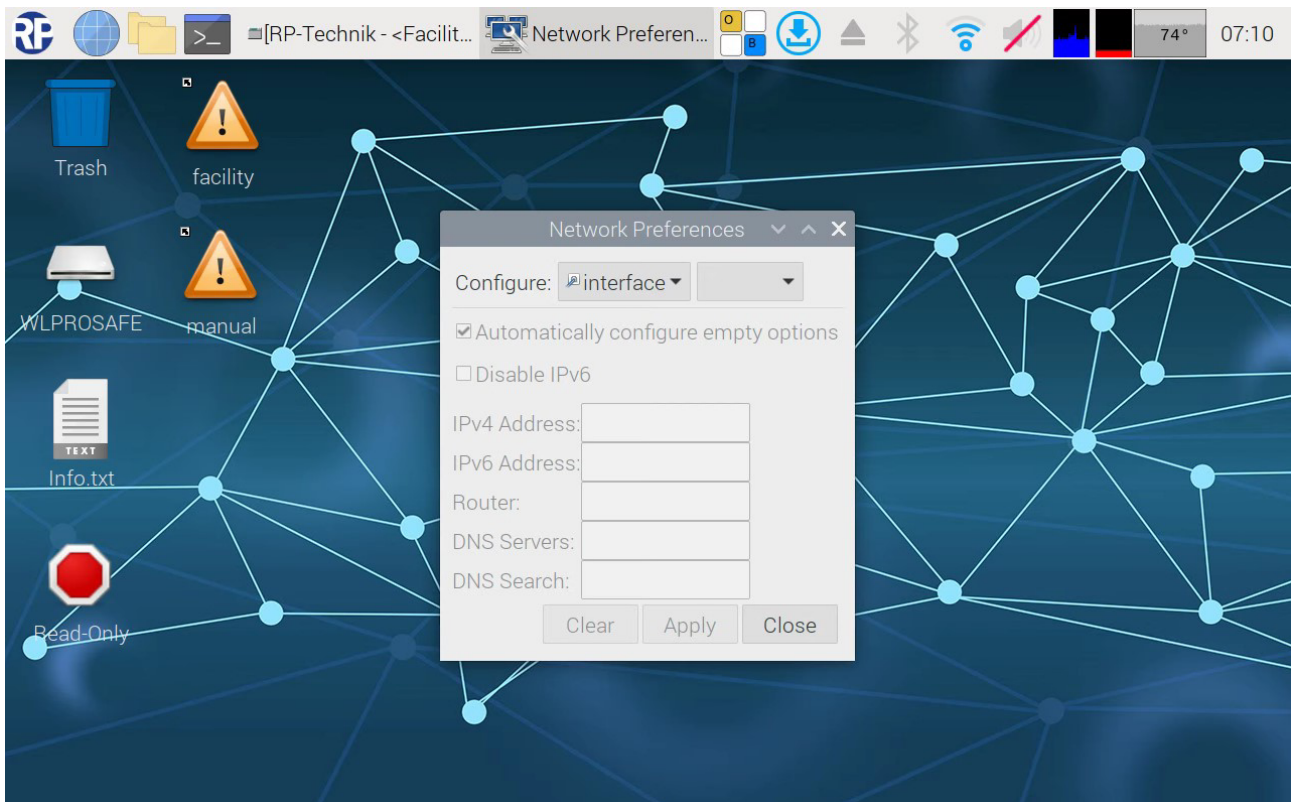 RP
>_
[RP-Technik - <Facilit...
Network Preferen...
O
B
74°
07:10
Trash
facility
WLPROSAFE
manual
TEXT
Info.txt
Read-Only
Network Preferences
Configure: interface
Automatically configure empty options
Disable IPv6
IPv4 Address:
IPv6 Address:
Router:
DNS Servers:
DNS Search:
Clear Apply Close